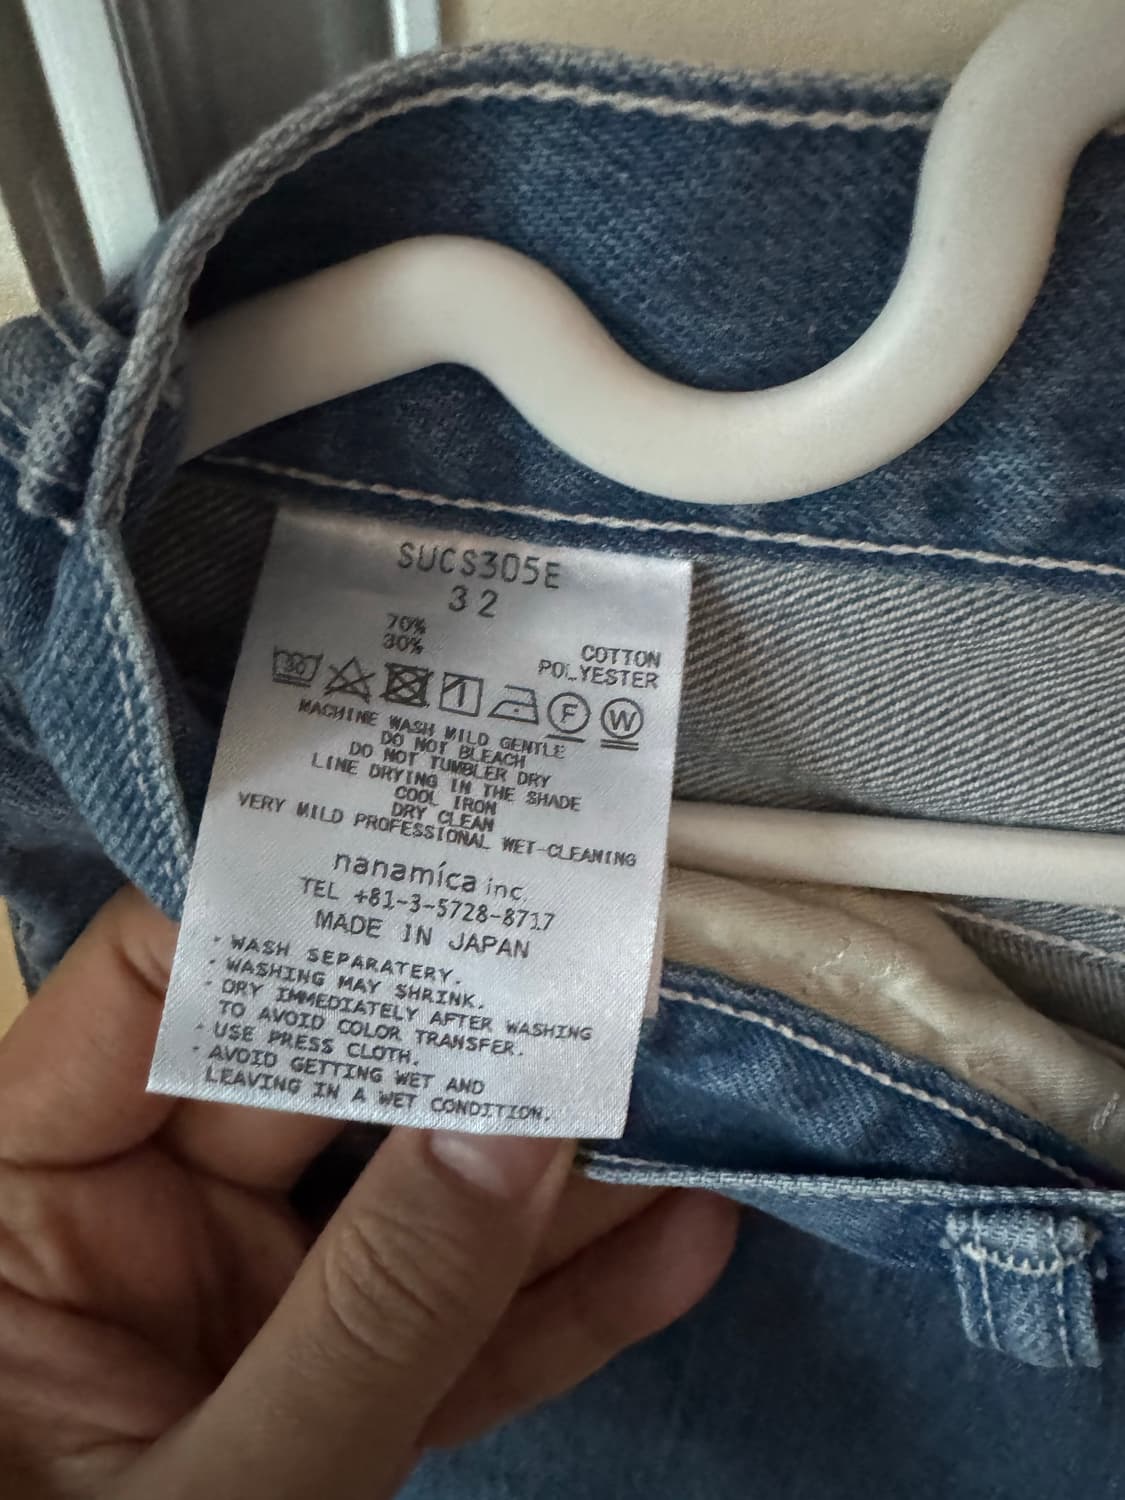 SUCS305E
32
70% COTTON
30% POLYESTER
30
F W
MACHINE WASH MILD GENTLE
DO NOT BLEACH
DO NOT TUMBLER DRY
LINE DRYING IN THE SHADE
COOL IRON
DRY CLEAN
VERY MILD PROFESSIONAL WET-CLEANING
nanamica inc.
TEL +81-3-5728-8717
MADE IN JAPAN
・WASH SEPARATERY.
・WASHING MAY SHRINK.
・DRY IMMEDIATELY AFTER WASHING
TO AVOID COLOR TRANSFER.
・USE PRESS CLOTH.
・AVOID GETTING WET AND
LEAVING IN A WET CONDITION.